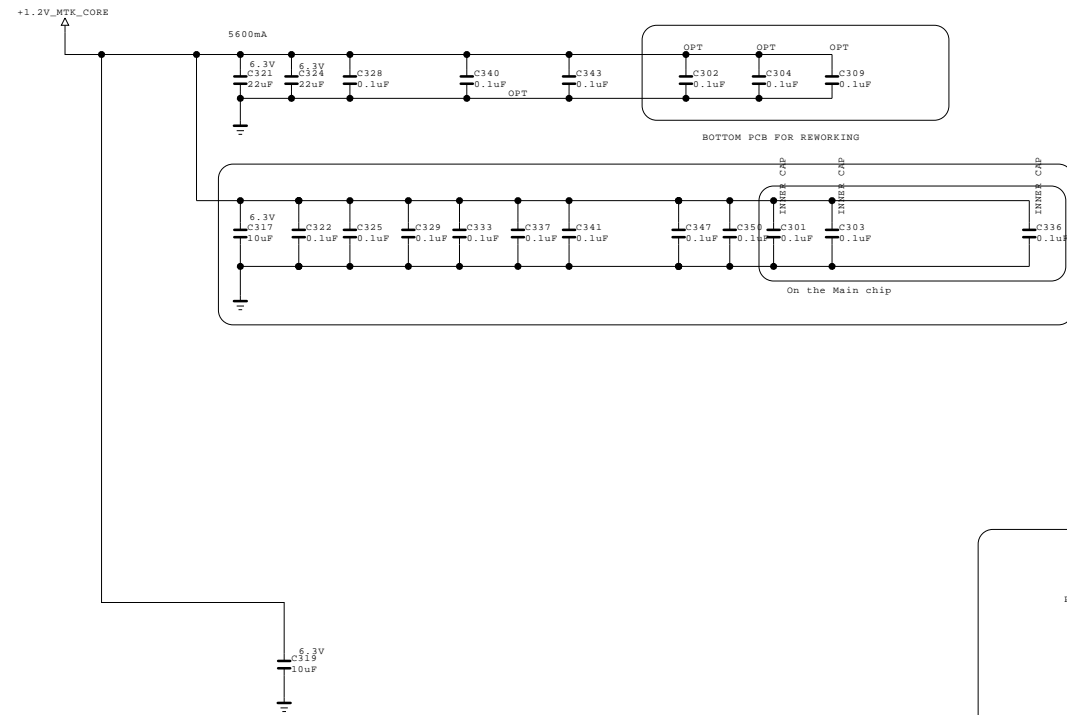 +1.2V_MTK_CORE
5600mA
OPT
OPT
OPT
6.3V
C321
22uF
6.3V
C324
22uF
C328
0.1uF
C340
0.1uF
OPT
C343
0.1uF
C302
0.1uF
C304
0.1uF
C309
0.1uF
BOTTOM PCB FOR REWORKING
INNER CAP
INNER CAP
INNER CAP
6.3V
C317
10uF
C322
0.1uF
C325
0.1uF
C329
0.1uF
C333
0.1uF
C337
0.1uF
C341
0.1uF
C347
0.1uF
C350
0.1uF
C301
0.1uF
C303
0.1uF
C336
0.1uF
On the Main chip
6.3V
C319
10uF